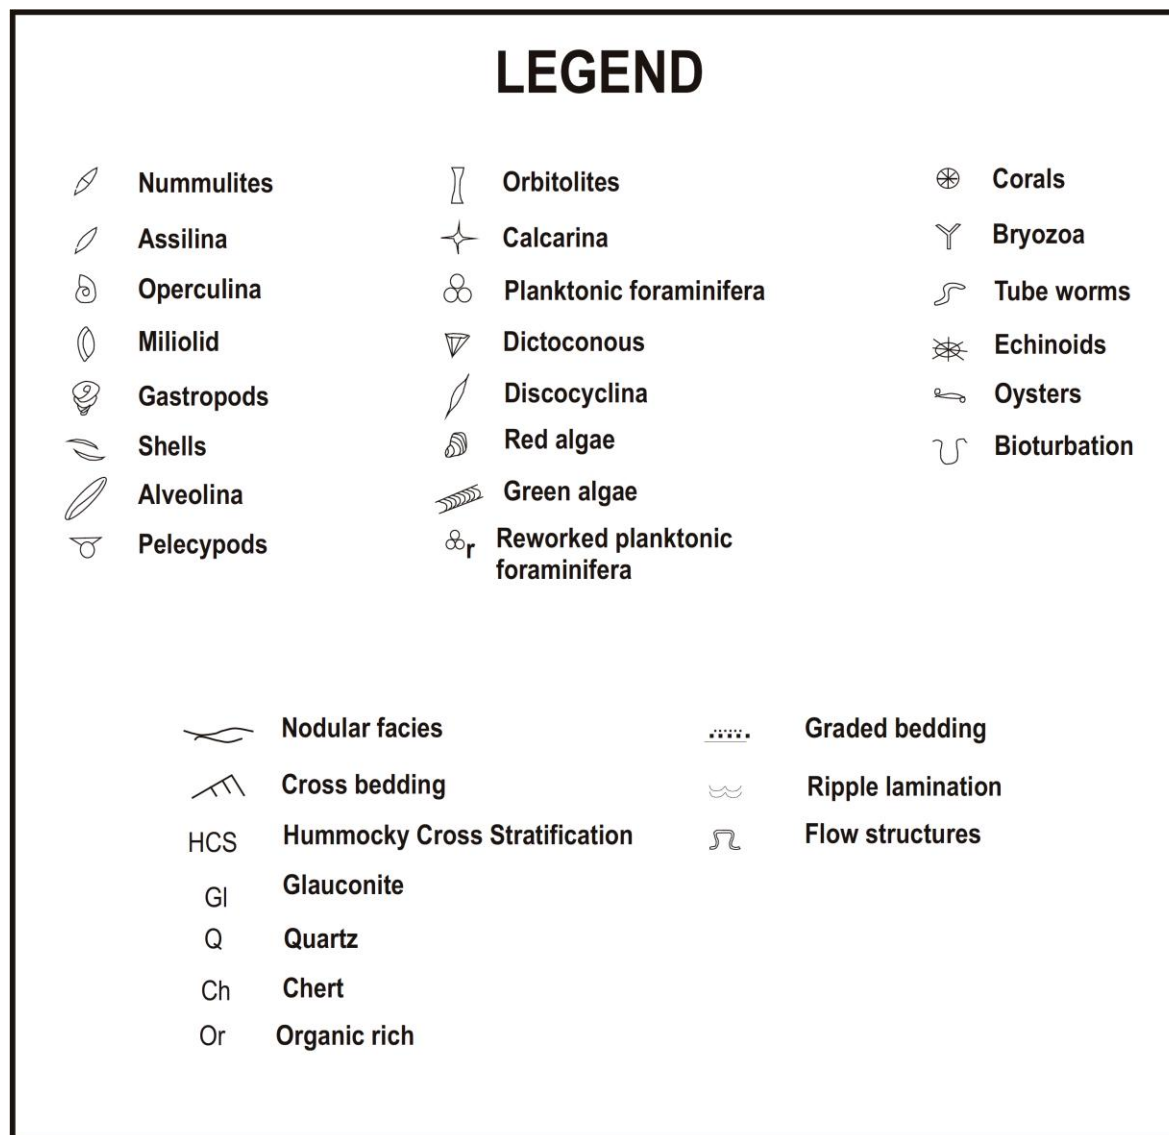 LEGEND
Nummulites
Assilina
Operculina
Miliolid
Gastropods
Shells
Alveolina
Pelecypods
Orbitolites
Calcarina
Planktonic foraminifera
Dictoconous
Discocyclina
Red algae
Green algae
r Reworked planktonic
foraminifera
Corals
Bryozoa
Tube worms
Echinoids
Oysters
Bioturbation
Nodular facies
Cross bedding
HCS Hummocky Cross Stratification
Gl Glauconite
Q Quartz
Ch Chert
Or Organic rich
Graded bedding
Ripple lamination
Flow structures